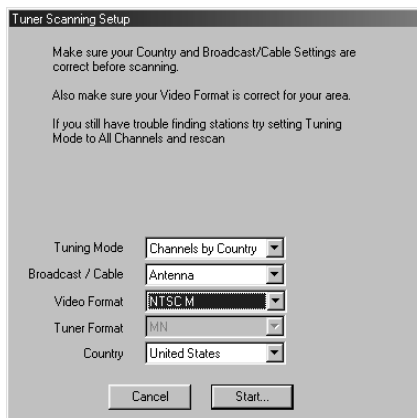 Tuner Scanning Setup
Make sure your Country and Broadcast/Cable Settings are
correct before scanning.
Also make sure your Video Format is correct for your area.
If you still have trouble finding stations try setting Tuning
Mode to All Channels and rescan
Tuning Mode Channels by Country
Broadcast / Cable Antenna
Video Format NTSC M
Tuner Format MN
Country United States
Cancel Start...